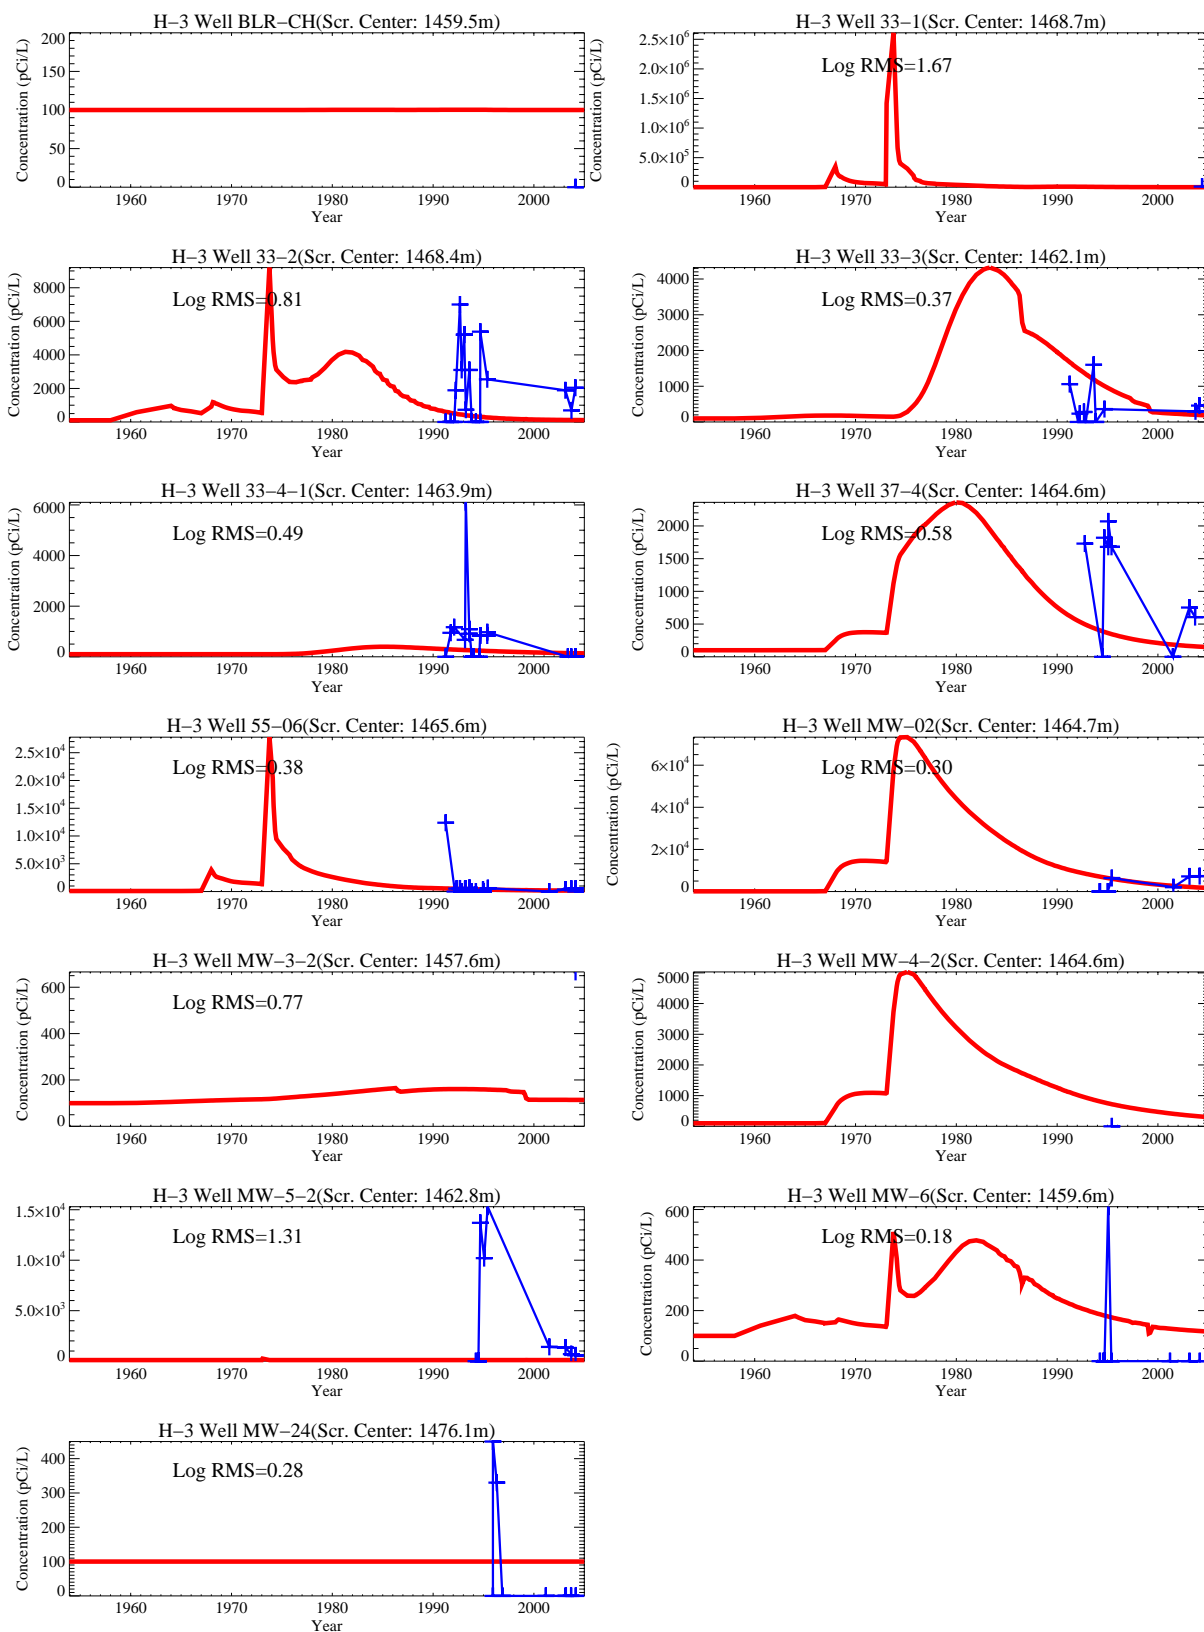 H−3 Well BLR−CH(Scr. Center: 1459.5m)
Concentration (pCi/L)
200
150
100
50
0
1960 1970 1980 1990 2000
Year
H−3 Well 33−1(Scr. Center: 1468.7m)
Concentration (pCi/L)
Log RMS=1.67
2.5×10⁶
2.0×10⁶
1.5×10⁶
1.0×10⁶
5.0×10⁵
0
1960 1970 1980 1990 2000
Year
H−3 Well 33−2(Scr. Center: 1468.4m)
Concentration (pCi/L)
Log RMS=0.81
8000
6000
4000
2000
0
1960 1970 1980 1990 2000
Year
H−3 Well 33−3(Scr. Center: 1462.1m)
Concentration (pCi/L)
Log RMS=0.37
4000
3000
2000
1000
0
1960 1970 1980 1990 2000
Year
H−3 Well 33−4−1(Scr. Center: 1463.9m)
Concentration (pCi/L)
Log RMS=0.49
6000
4000
2000
0
1960 1970 1980 1990 2000
Year
H−3 Well 37−4(Scr. Center: 1464.6m)
Concentration (pCi/L)
Log RMS=0.58
2000
1500
1000
500
0
1960 1970 1980 1990 2000
Year
H−3 Well 55−06(Scr. Center: 1465.6m)
Concentration (pCi/L)
Log RMS=0.38
2.5×10⁴
2.0×10⁴
1.5×10⁴
1.0×10⁴
5.0×10³
0
1960 1970 1980 1990 2000
Year
H−3 Well MW−02(Scr. Center: 1464.7m)
Concentration (pCi/L)
Log RMS=0.30
6×10⁴
4×10⁴
2×10⁴
0
1960 1970 1980 1990 2000
Year
H−3 Well MW−3−2(Scr. Center: 1457.6m)
Concentration (pCi/L)
Log RMS=0.77
600
400
200
0
1960 1970 1980 1990 2000
Year
H−3 Well MW−4−2(Scr. Center: 1464.6m)
Concentration (pCi/L)
5000
4000
3000
2000
1000
0
1960 1970 1980 1990 2000
Year
H−3 Well MW−5−2(Scr. Center: 1462.8m)
Concentration (pCi/L)
Log RMS=1.31
1.5×10⁴
1.0×10⁴
5.0×10³
0
1960 1970 1980 1990 2000
Year
H−3 Well MW−6(Scr. Center: 1459.6m)
Concentration (pCi/L)
Log RMS=0.18
600
400
200
0
1960 1970 1980 1990 2000
Year
H−3 Well MW−24(Scr. Center: 1476.1m)
Concentration (pCi/L)
Log RMS=0.28
400
300
200
100
0
1960 1970 1980 1990 2000
Year